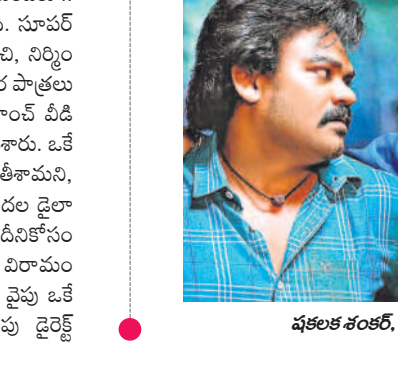 సూపర్
చి, నిర్మిం
ర పాత్రలు
ంచ్ వీడి
శారు. ఒకే
తీశామని,
దల డైలా
దీనికోసం
విరామం
వైపు ఒకే
పు డైరెక్ట్
షకలక శంకర్,